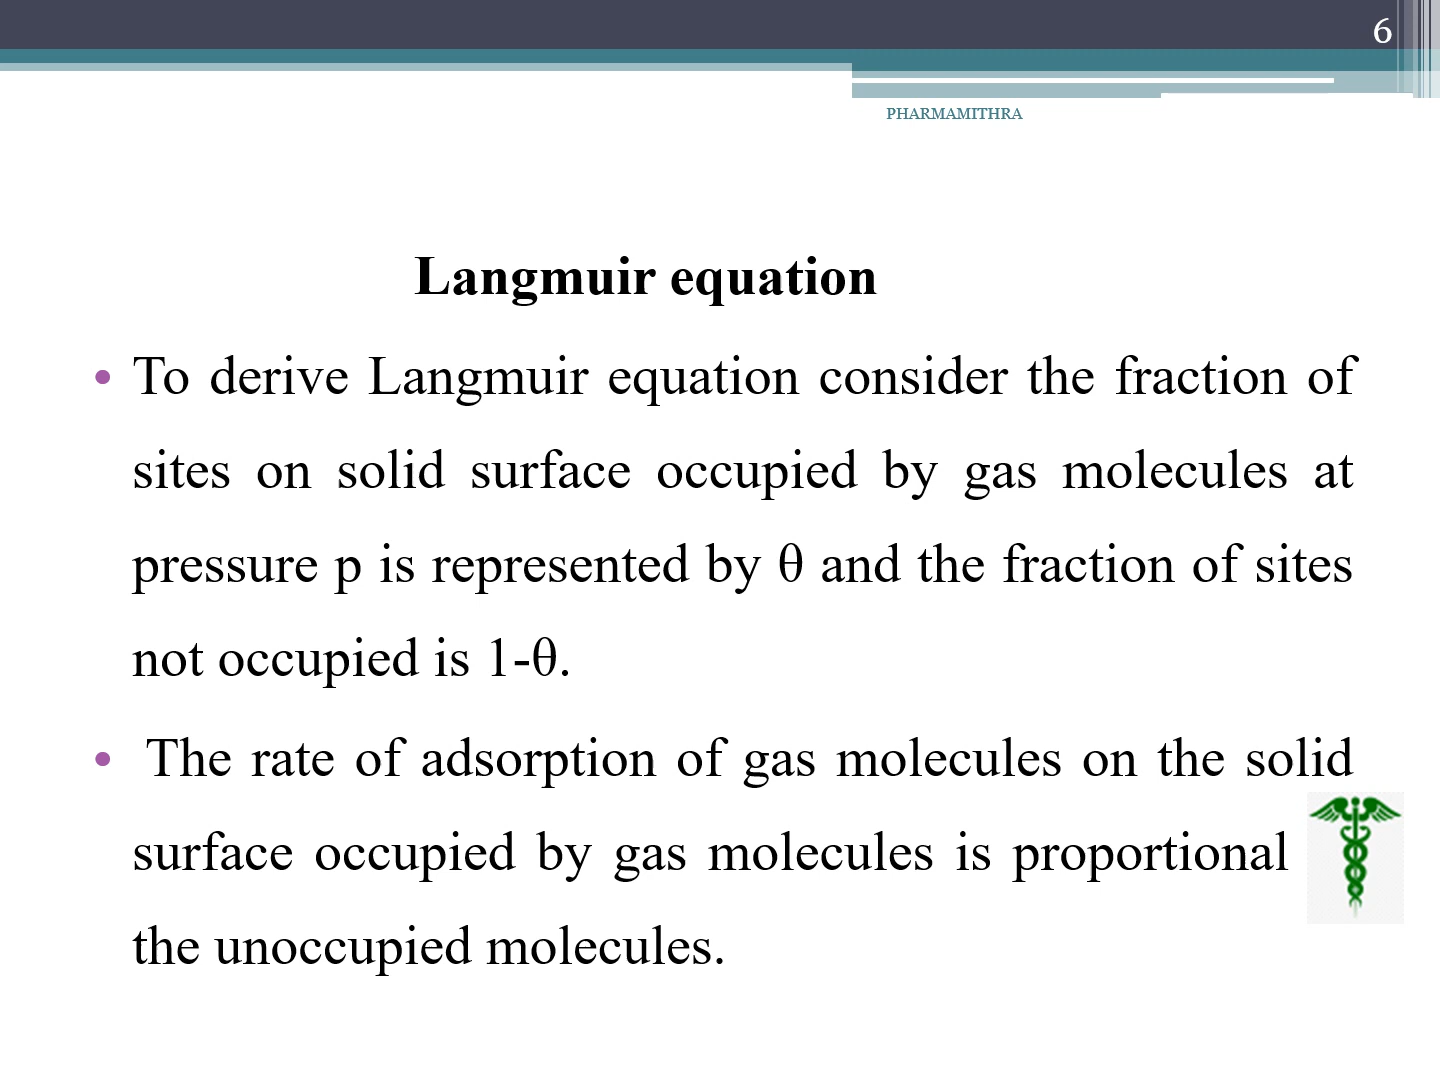 6
PHARMAMITHRA
Langmuir equation
• To derive Langmuir equation consider the fraction of
sites on solid surface occupied by gas molecules at
pressure p is represented by θ and the fraction of sites
not occupied is 1-θ.
• The rate of adsorption of gas molecules on the solid
surface occupied by gas molecules is proportional
the unoccupied molecules.